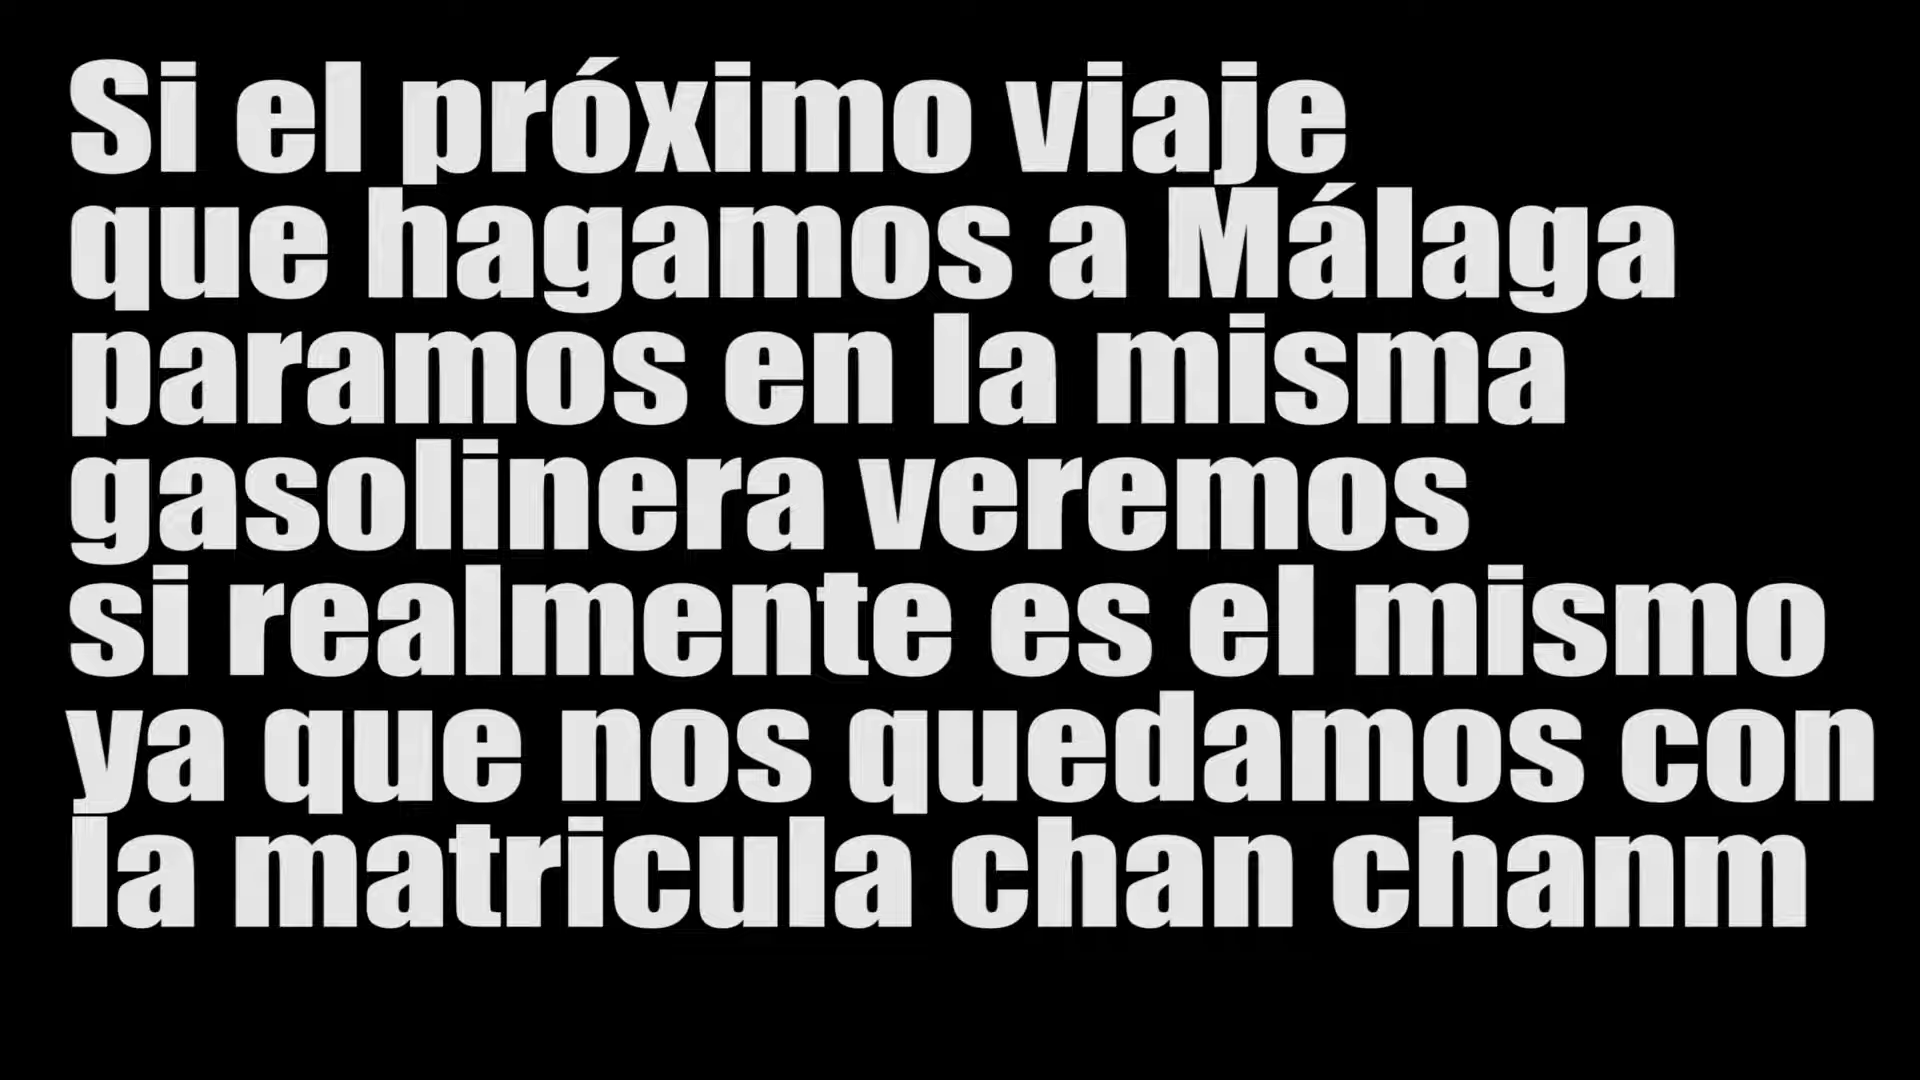 Si el próximo viaje
que hagamos a Málaga
paramos en la misma
gasolinera veremos
si realmente es el mismo
ya que nos quedamos con
la matricula chan chanm